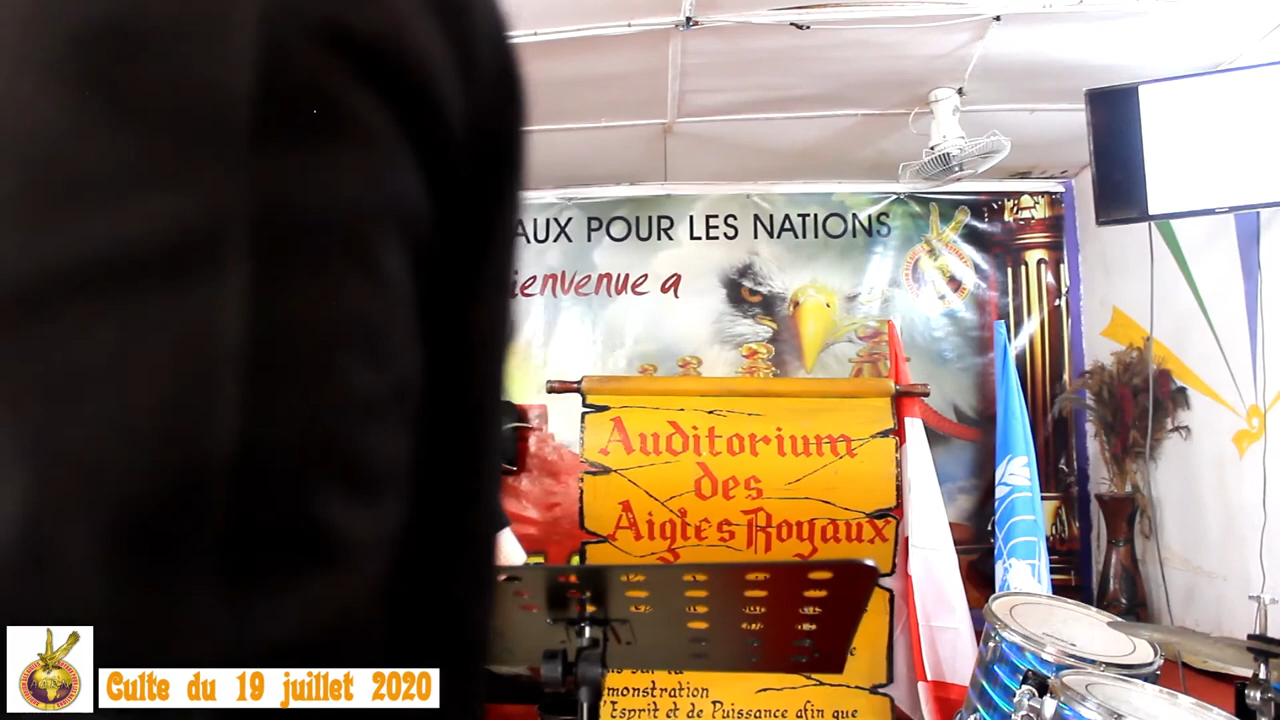 AUX POUR LES NATIONS
ienvenue a
Auditorium
des
Aigles Royaux
monstration
l'Esprit et de Puissance afin que
Culte du 19 juillet 2020